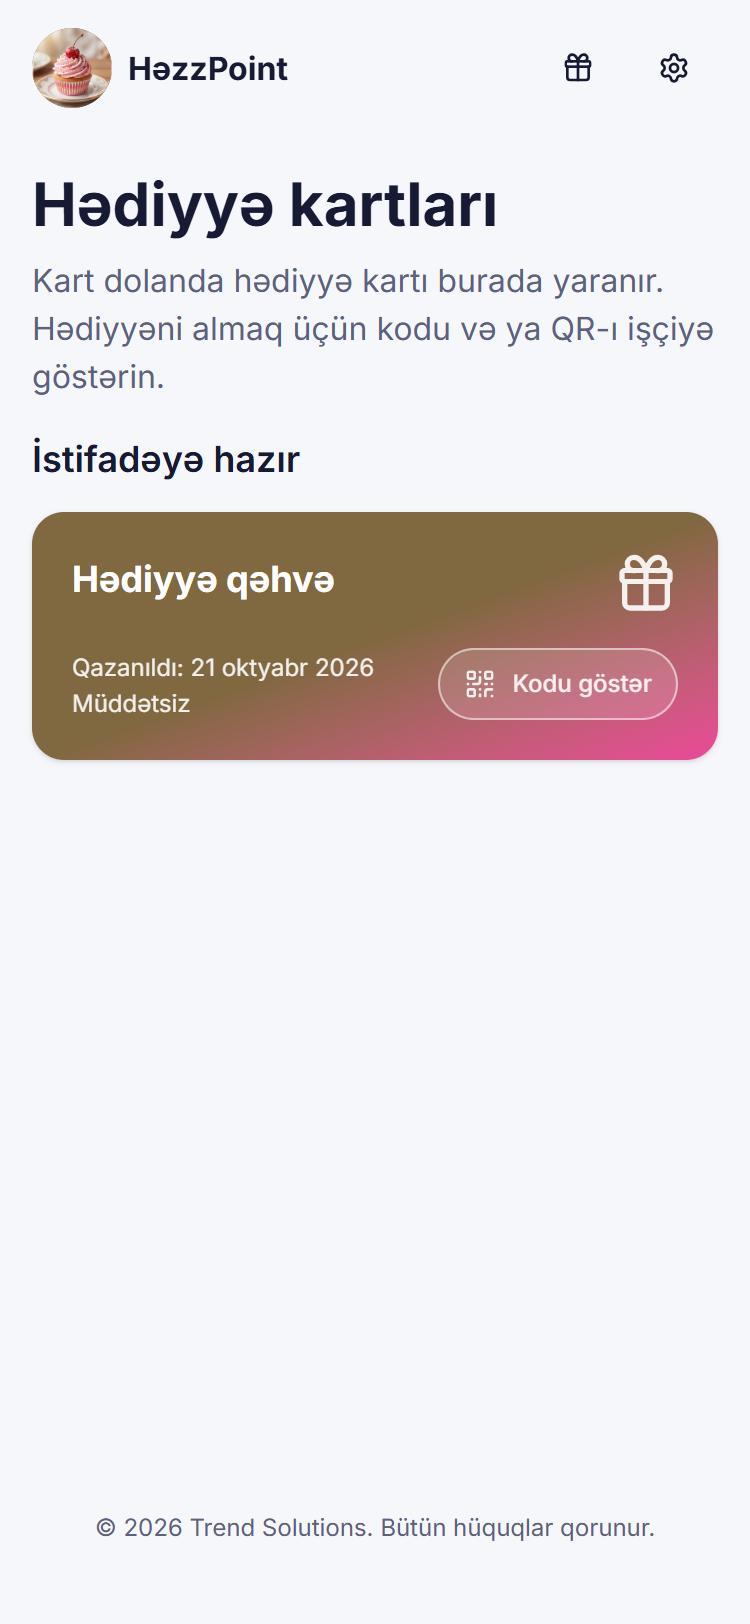 HəzzPoint
Hədiyyə kartları
Kart dolanda hədiyyə kartı burada yaranır.
Hədiyyəni almaq üçün kodu və ya QR-ı işçiyə
göstərin.
İstifadəyə hazır
Hədiyyə qəhvə
Qazanıldı: 21 oktyabr 2026
Müddətsiz
Kodu göstər
© 2026 Trend Solutions. Bütün hüquqlar qorunur.